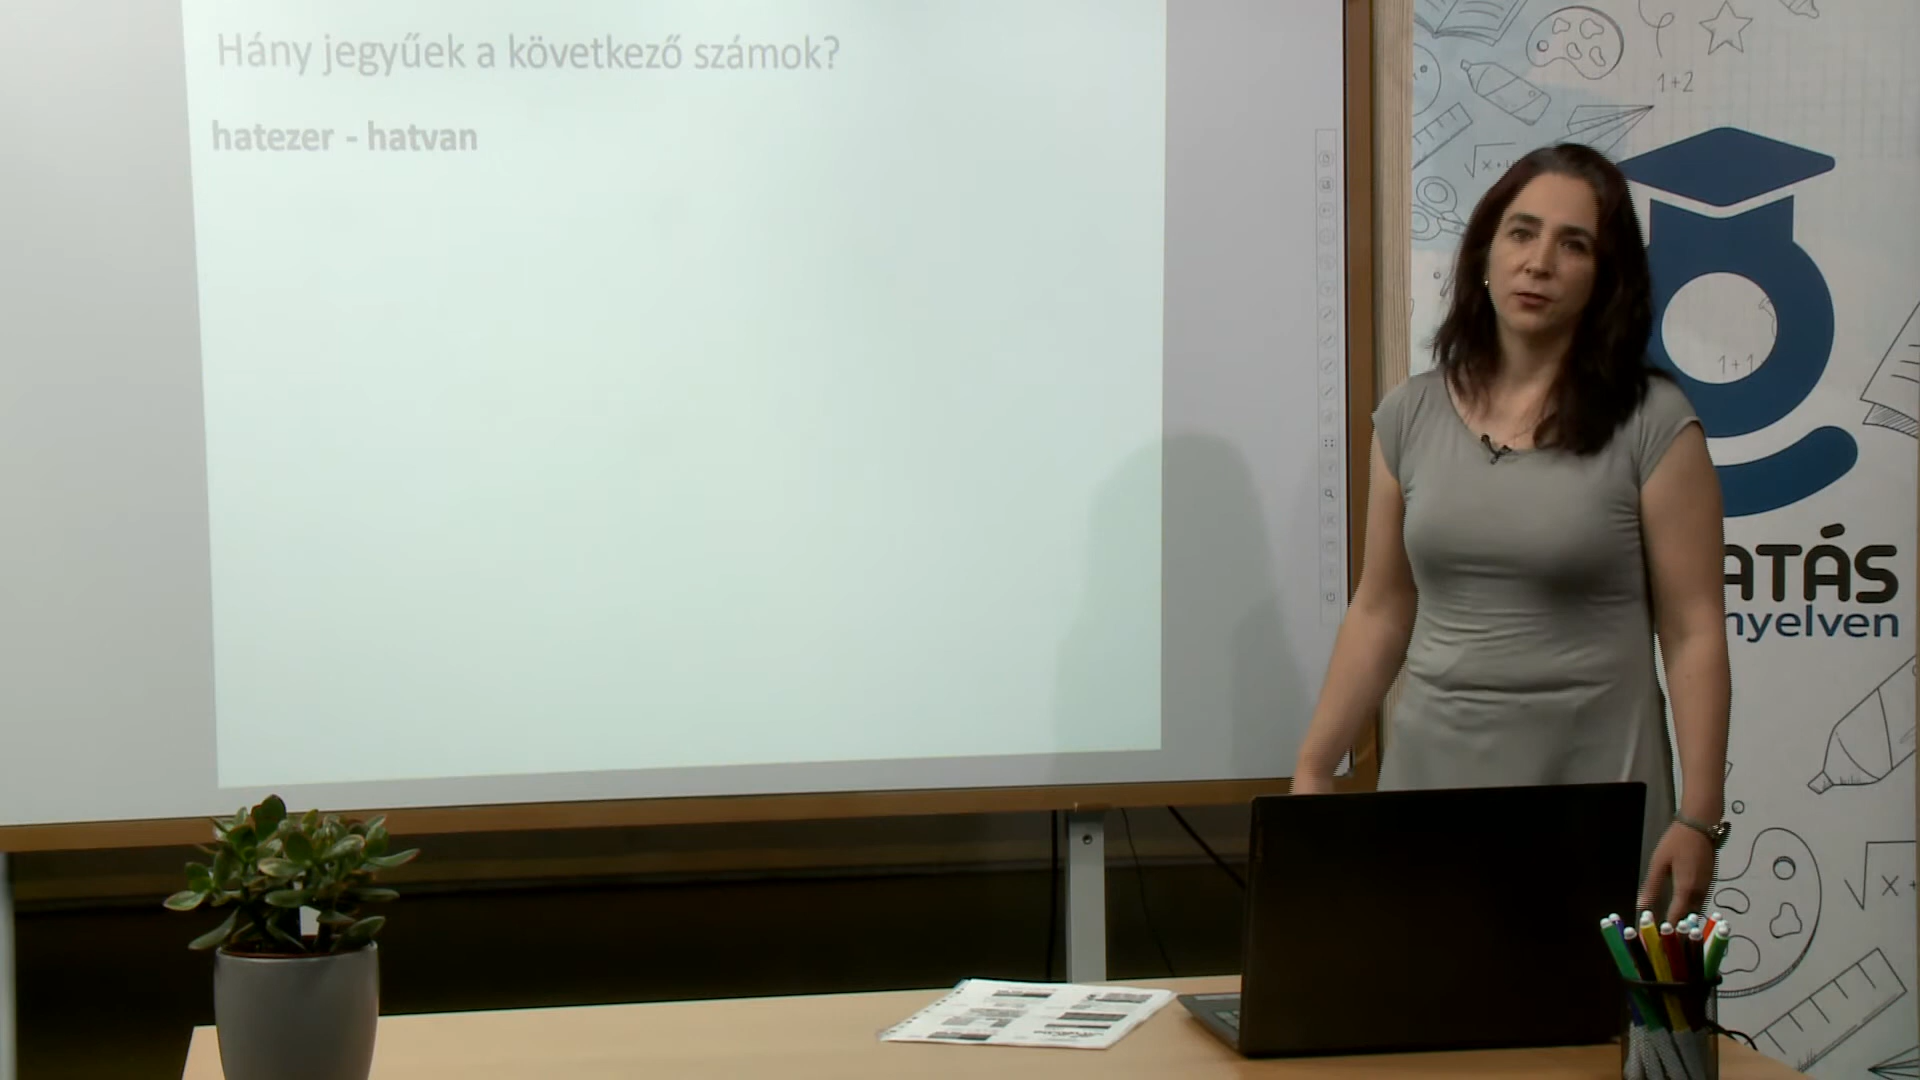 Hány jegyűek a következő számok?
hatezer - hatvan
1+2
1+1
ATÁS
nyelven